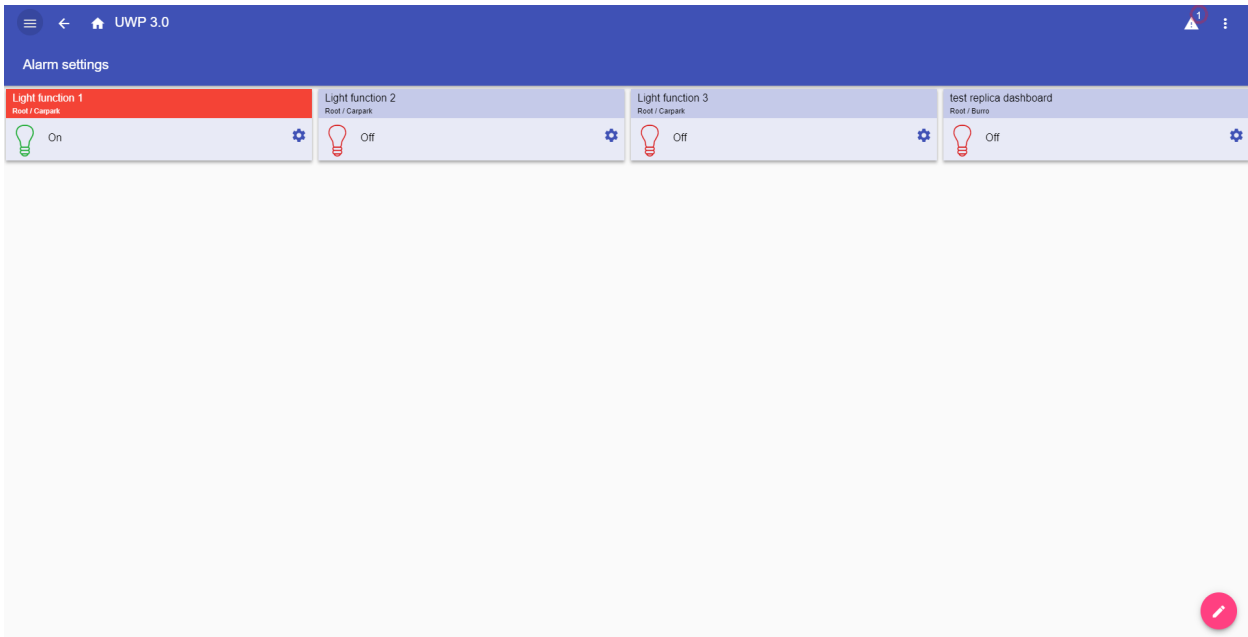 UWP 3.0
1
Alarm settings
Light function 1
Root / Carpark
On
Light function 2
Root / Carpark
Off
Light function 3
Root / Carpark
Off
test replica dashboard
Root / Burro
Off